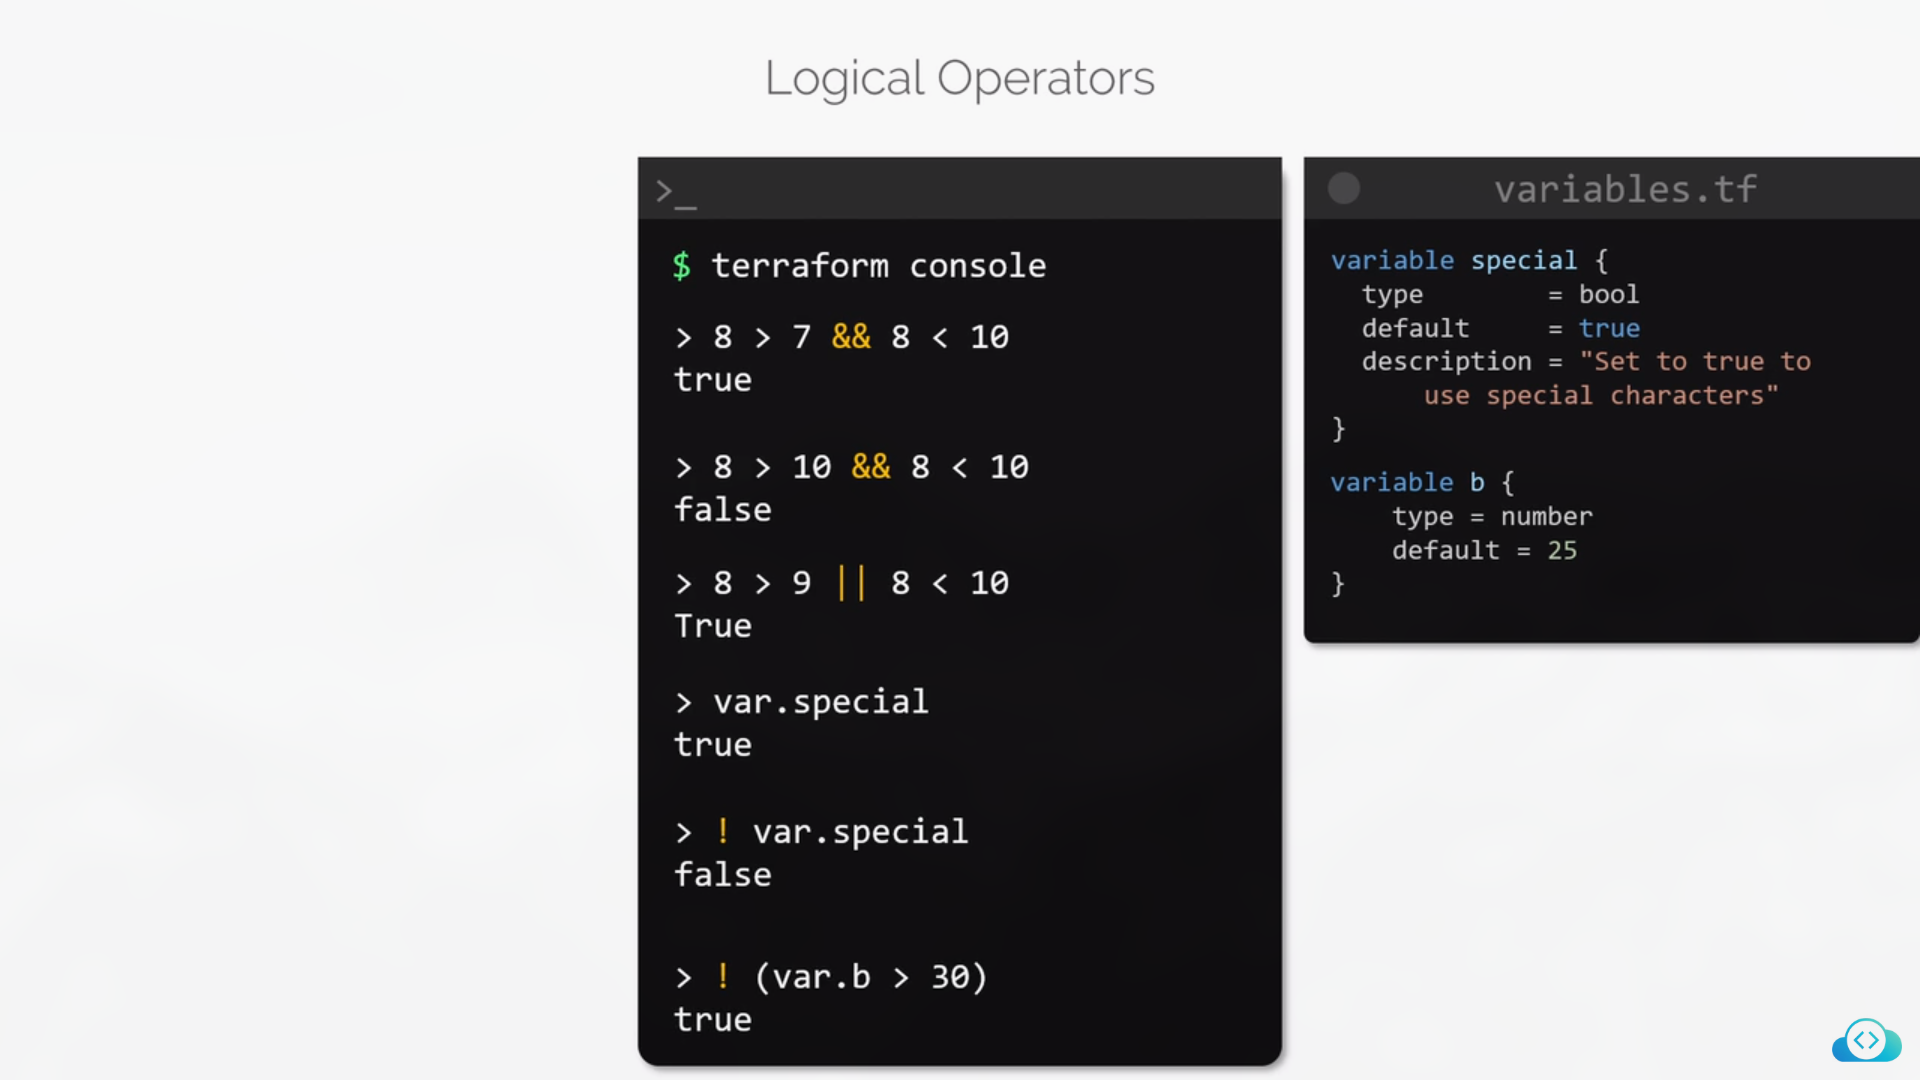 Logical Operators
>_
$ terraform console
> 8 > 7 && 8 < 10
true
> 8 > 10 && 8 < 10
false
> 8 > 9 || 8 < 10
True
> var.special
true
> ! var.special
false
> ! (var.b > 30)
true
variables.tf
variable special {
  type        = bool
  default     = true
  description = "Set to true to
      use special characters"
}
variable b {
    type = number
    default = 25
}